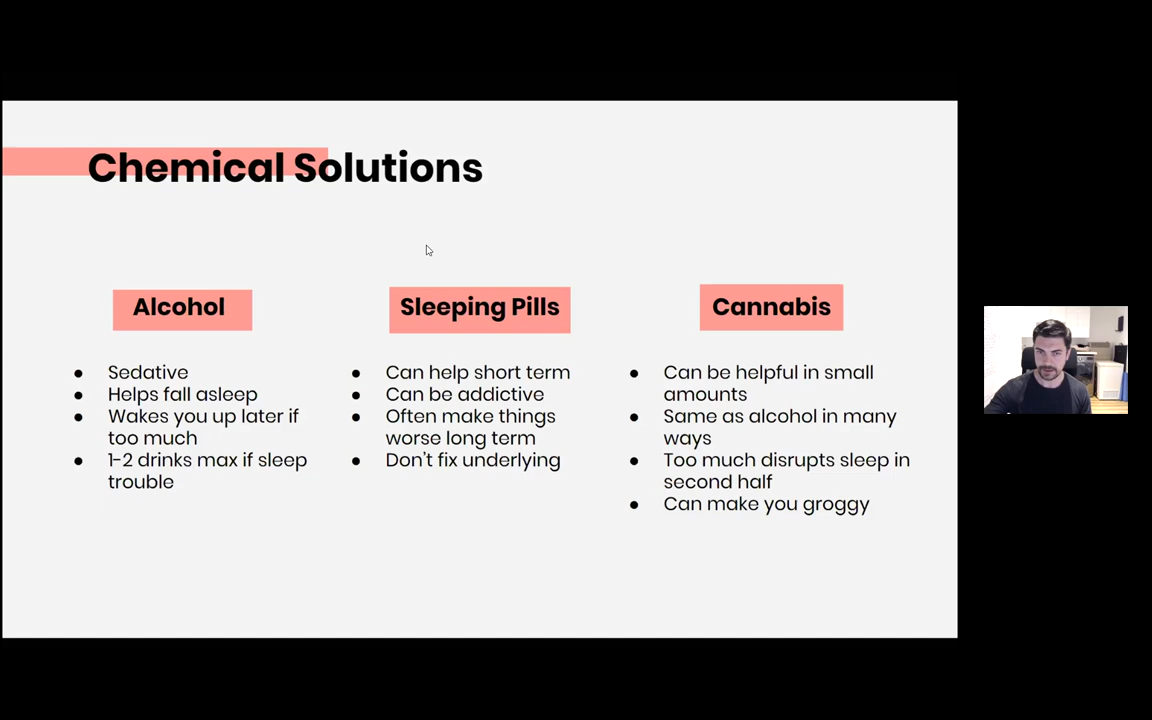 Chemical Solutions
Alcohol
Sedative
Helps fall asleep
Wakes you up later if
too much
1-2 drinks max if sleep
trouble
Sleeping Pills
Can help short term
Can be addictive
Often make things
worse long term
Don't fix underlying
Cannabis
Can be helpful in small
amounts
Same as alcohol in many
ways
Too much disrupts sleep in
second half
Can make you groggy